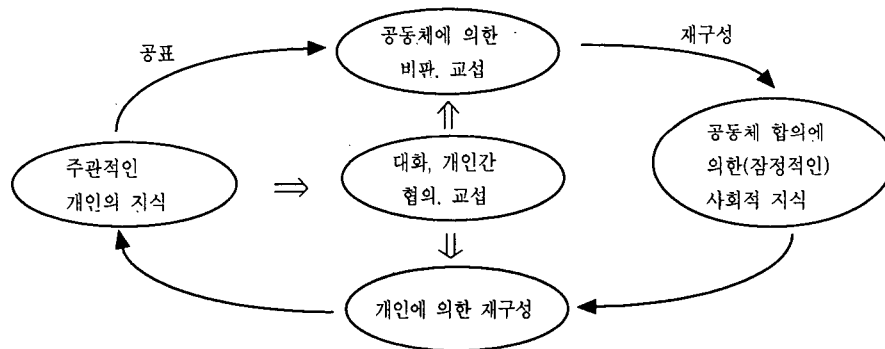 공표
공동체에 의한
비판, 교섭
재구성
주관적인
개인의 지식
대화, 개인간
협의, 교섭
공동체 합의에
의한(잠정적인)
사회적 지식
개인에 의한 재구성